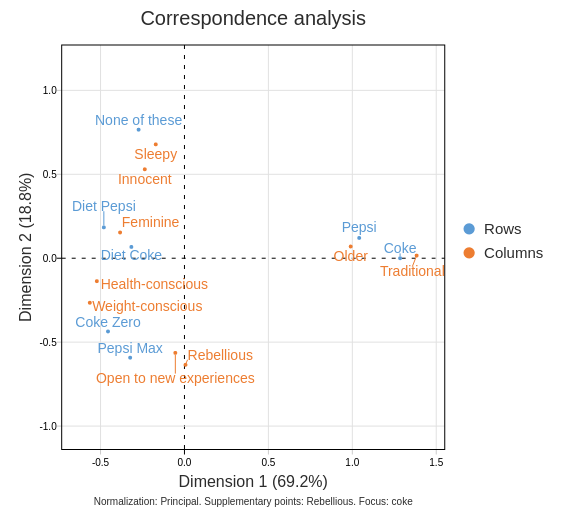 Correspondence analysis
1.0
None of these
Sleepy
0.5
Innocent
Diet Pepsi
Feminine
Pepsi
Rows
Coke
Diet Coke
Older
Columns
0.0
Traditional
Dimension 2 (18.8%)
Health-conscious
Weight-conscious
Coke Zero
-0.5
Pepsi Max
Rebellious
Open to new experiences
-1.0
-0.5
0.0
0.5
1.0
1.5
Dimension 1 (69.2%)
Normalization: Principal. Supplementary points: Rebellious. Focus: coke